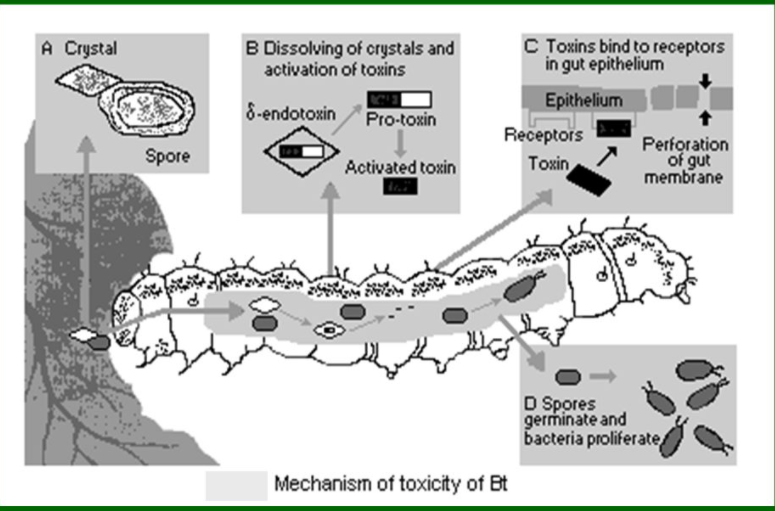 A Crystal
Spore
B Dissolving of crystals and
activation of toxins
δ-endotoxin
Pro-toxin
Activated toxin
C Toxins bind to receptors
in gut epithelium
Epithelium
Receptors
Toxin
Perforation
of gut
membrane
D Spores
germinate and
bacteria proliferate
Mechanism of toxicity of Bt